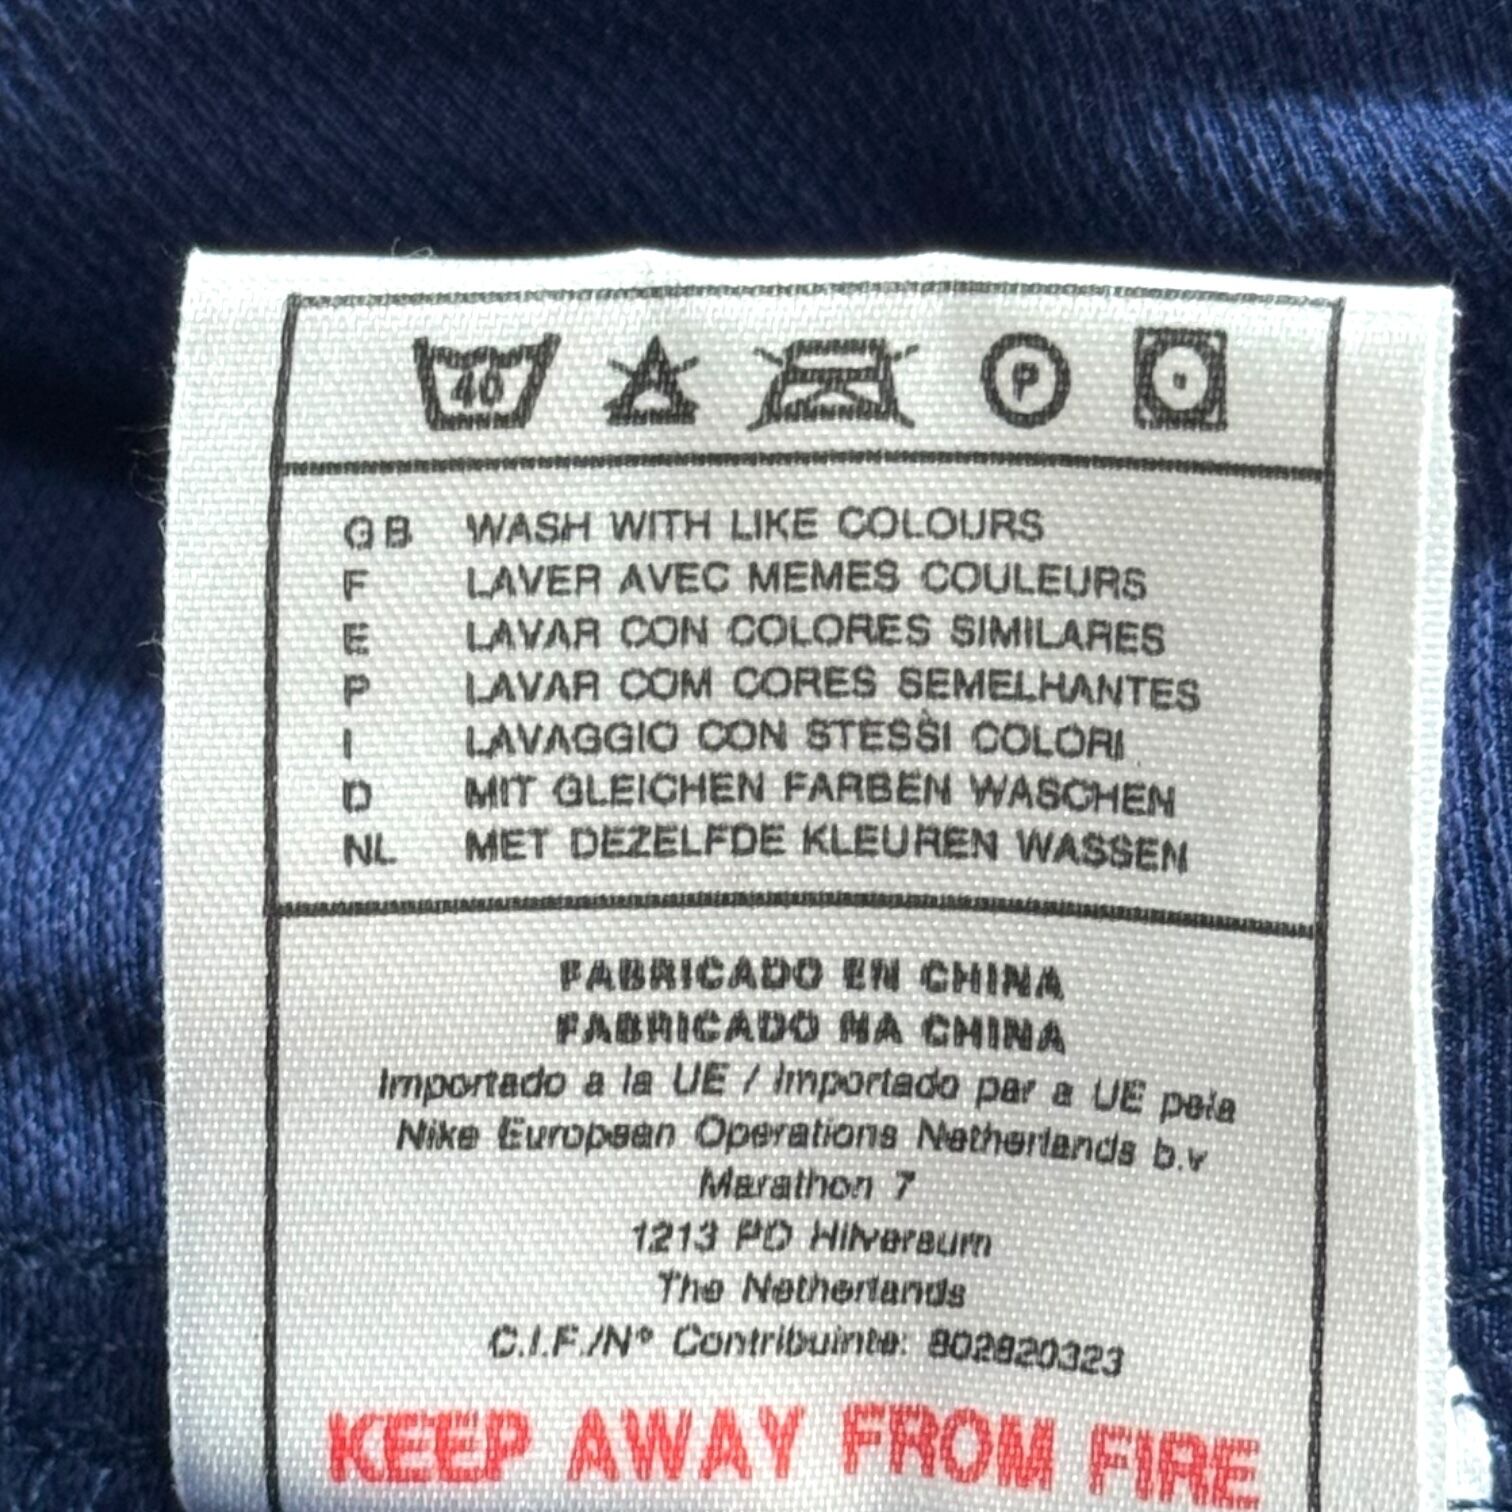 40
P
GB WASH WITH LIKE COLOURS
F LAVER AVEC MEMES COULEURS
E LAVAR CON COLORES SIMILARES
P LAVAR COM CORES SEMELHANTES
I LAVAGGIO CON STESSI COLORI
D MIT GLEICHEN FARBEN WASCHEN
NL MET DEZELFDE KLEUREN WASSEN
FABRICADO EN CHINA
FABRICADO NA CHINA
Importado a la UE / Importado par a UE pela
Nike European Operations Netherlands b.v
Marathon 7
1213 PD Hilversum
The Netherlands
C.I.F./Nº Contribuinte: 802820323
KEEP AWAY FROM FIRE